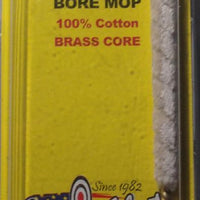 BORE MOP
100% Cotton
BRASS CORE
Since 1982